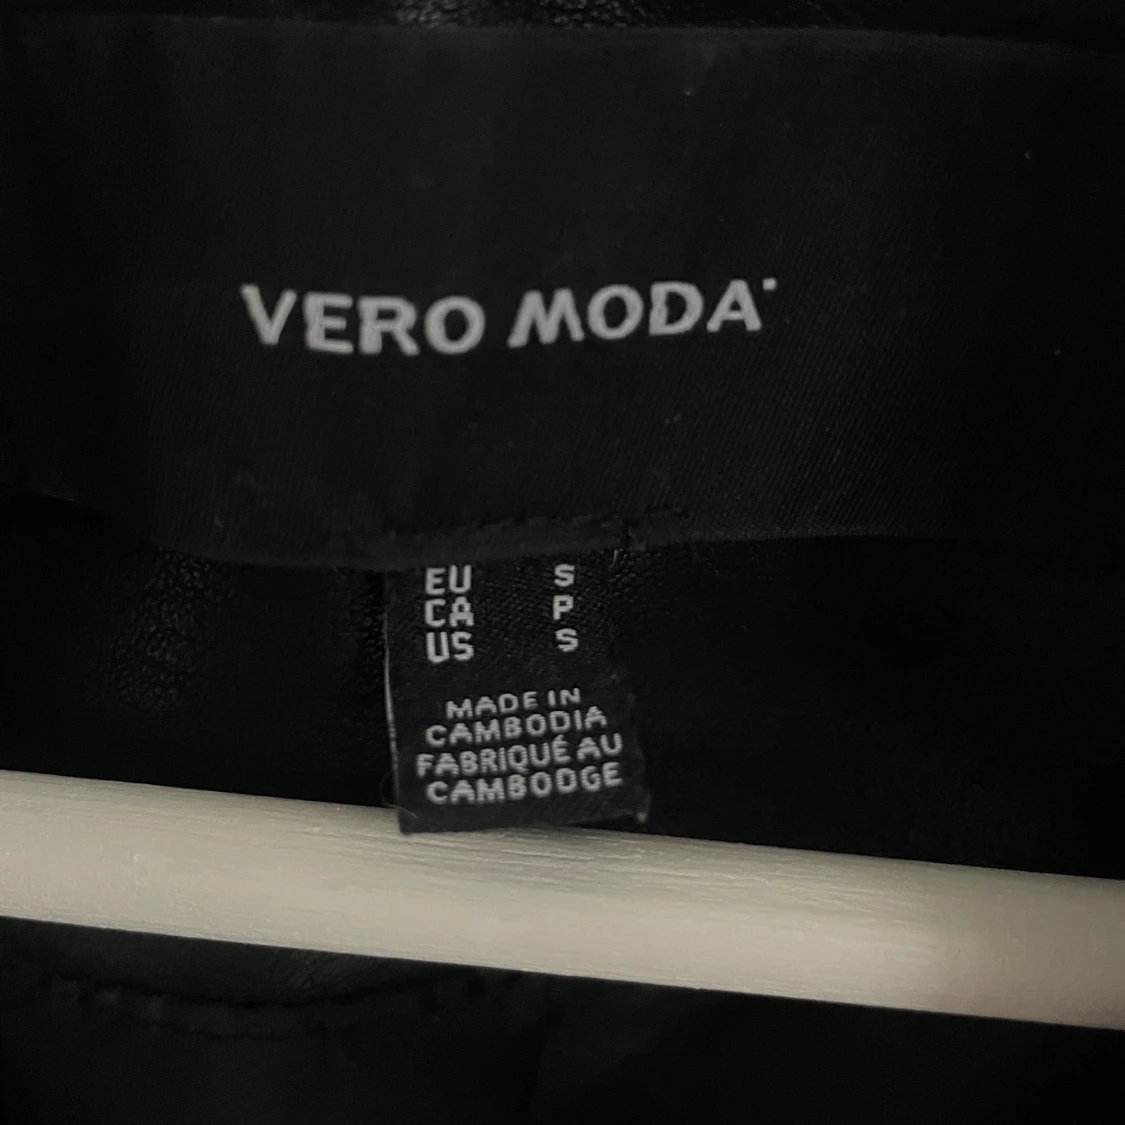 VERO MODA
EU S
CA P
US S
MADE IN
CAMBODIA
FABRIQUÉ AU
CAMBODGE